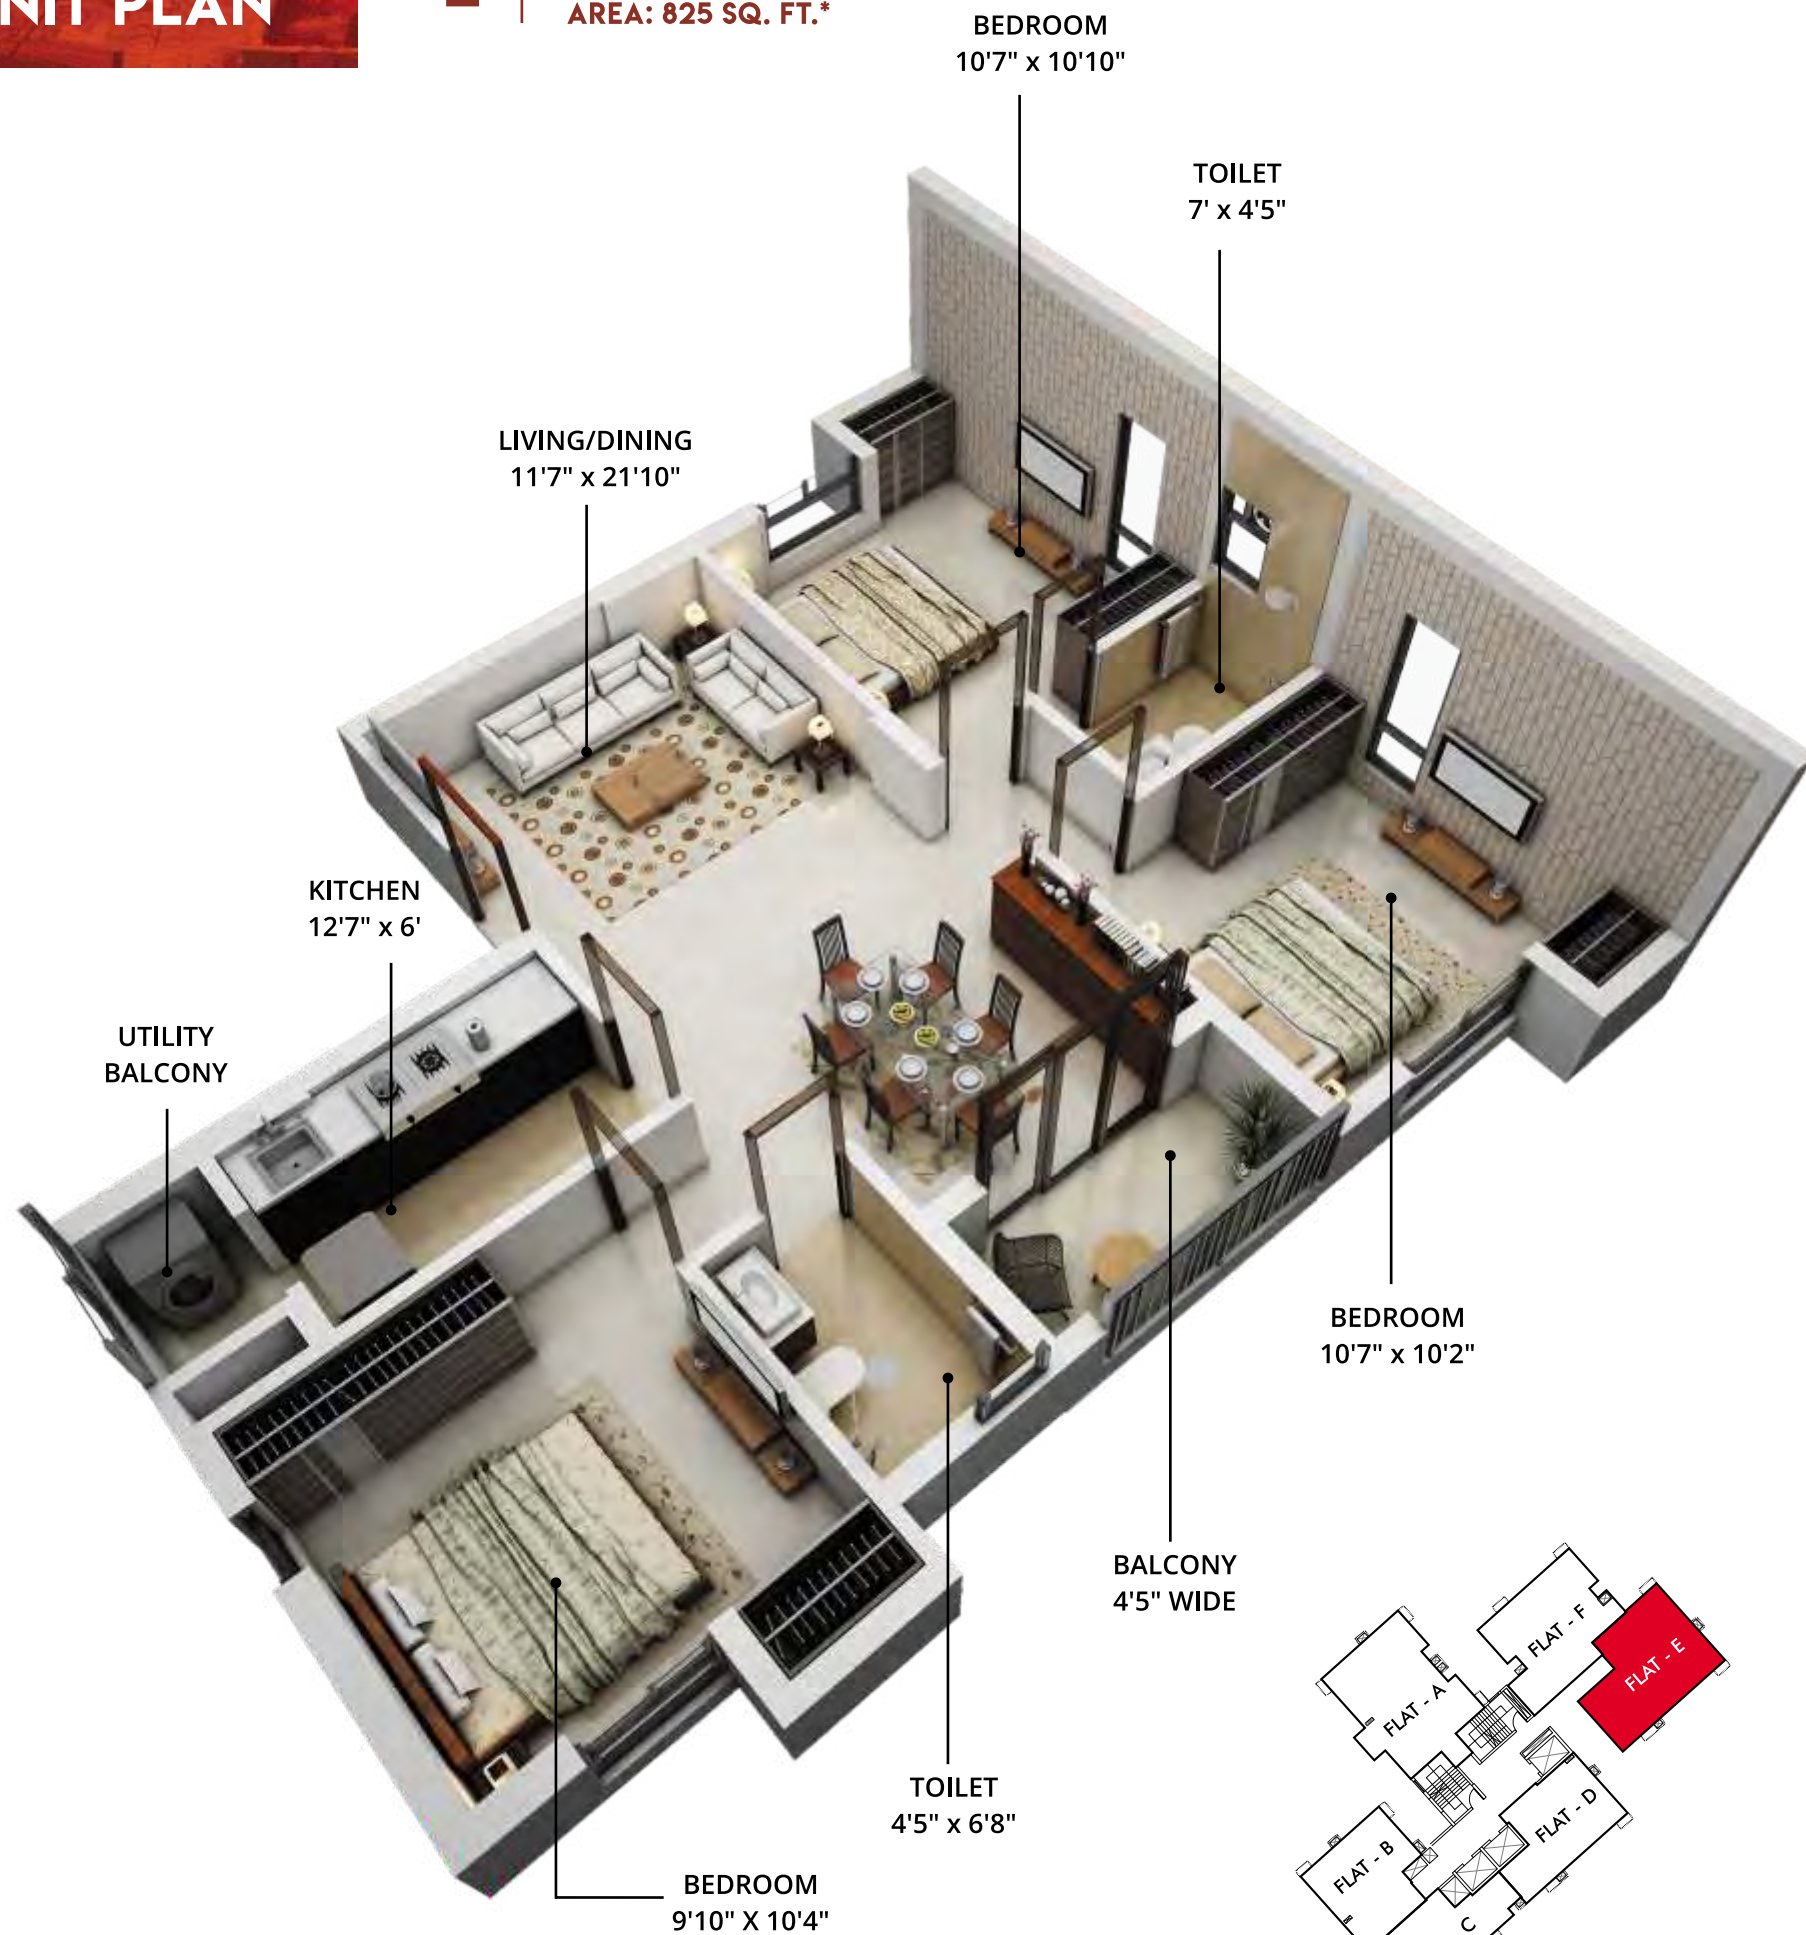 UNIT PLAN
AREA: 825 SQ. FT.*
BEDROOM
10'7" x 10'10"
TOILET
7' x 4'5"
LIVING/DINING
11'7" x 21'10"
KITCHEN
12'7" x 6'
UTILITY
BALCONY
BEDROOM
10'7" x 10'2"
BALCONY
4'5" WIDE
TOILET
4'5" x 6'8"
BEDROOM
9'10" X 10'4"
FLAT - F
FLAT - E
FLAT - A
FLAT - D
FLAT - B
C